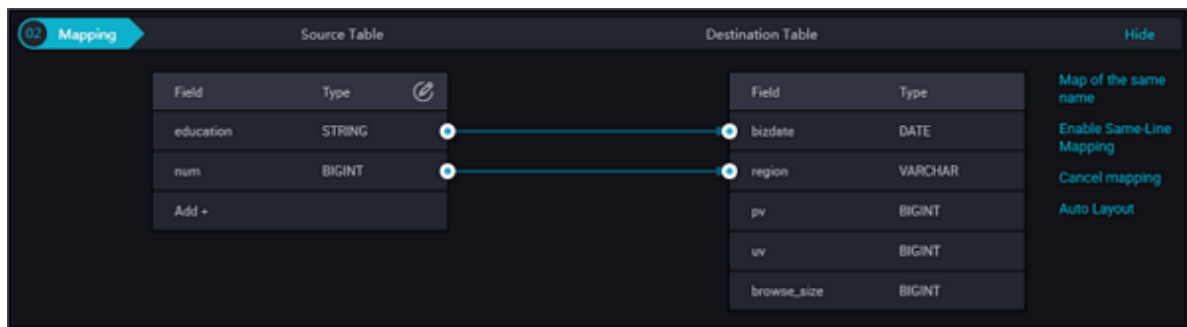 02 Mapping Source Table Destination Table Hide
Field Type Field Type Map of the same
name
education STRING bizdate DATE Enable Same-Line
Mapping
num BIGINT region VARCHAR Cancel mapping
Add + pv BIGINT Auto Layout
uv BIGINT
browse_size BIGINT